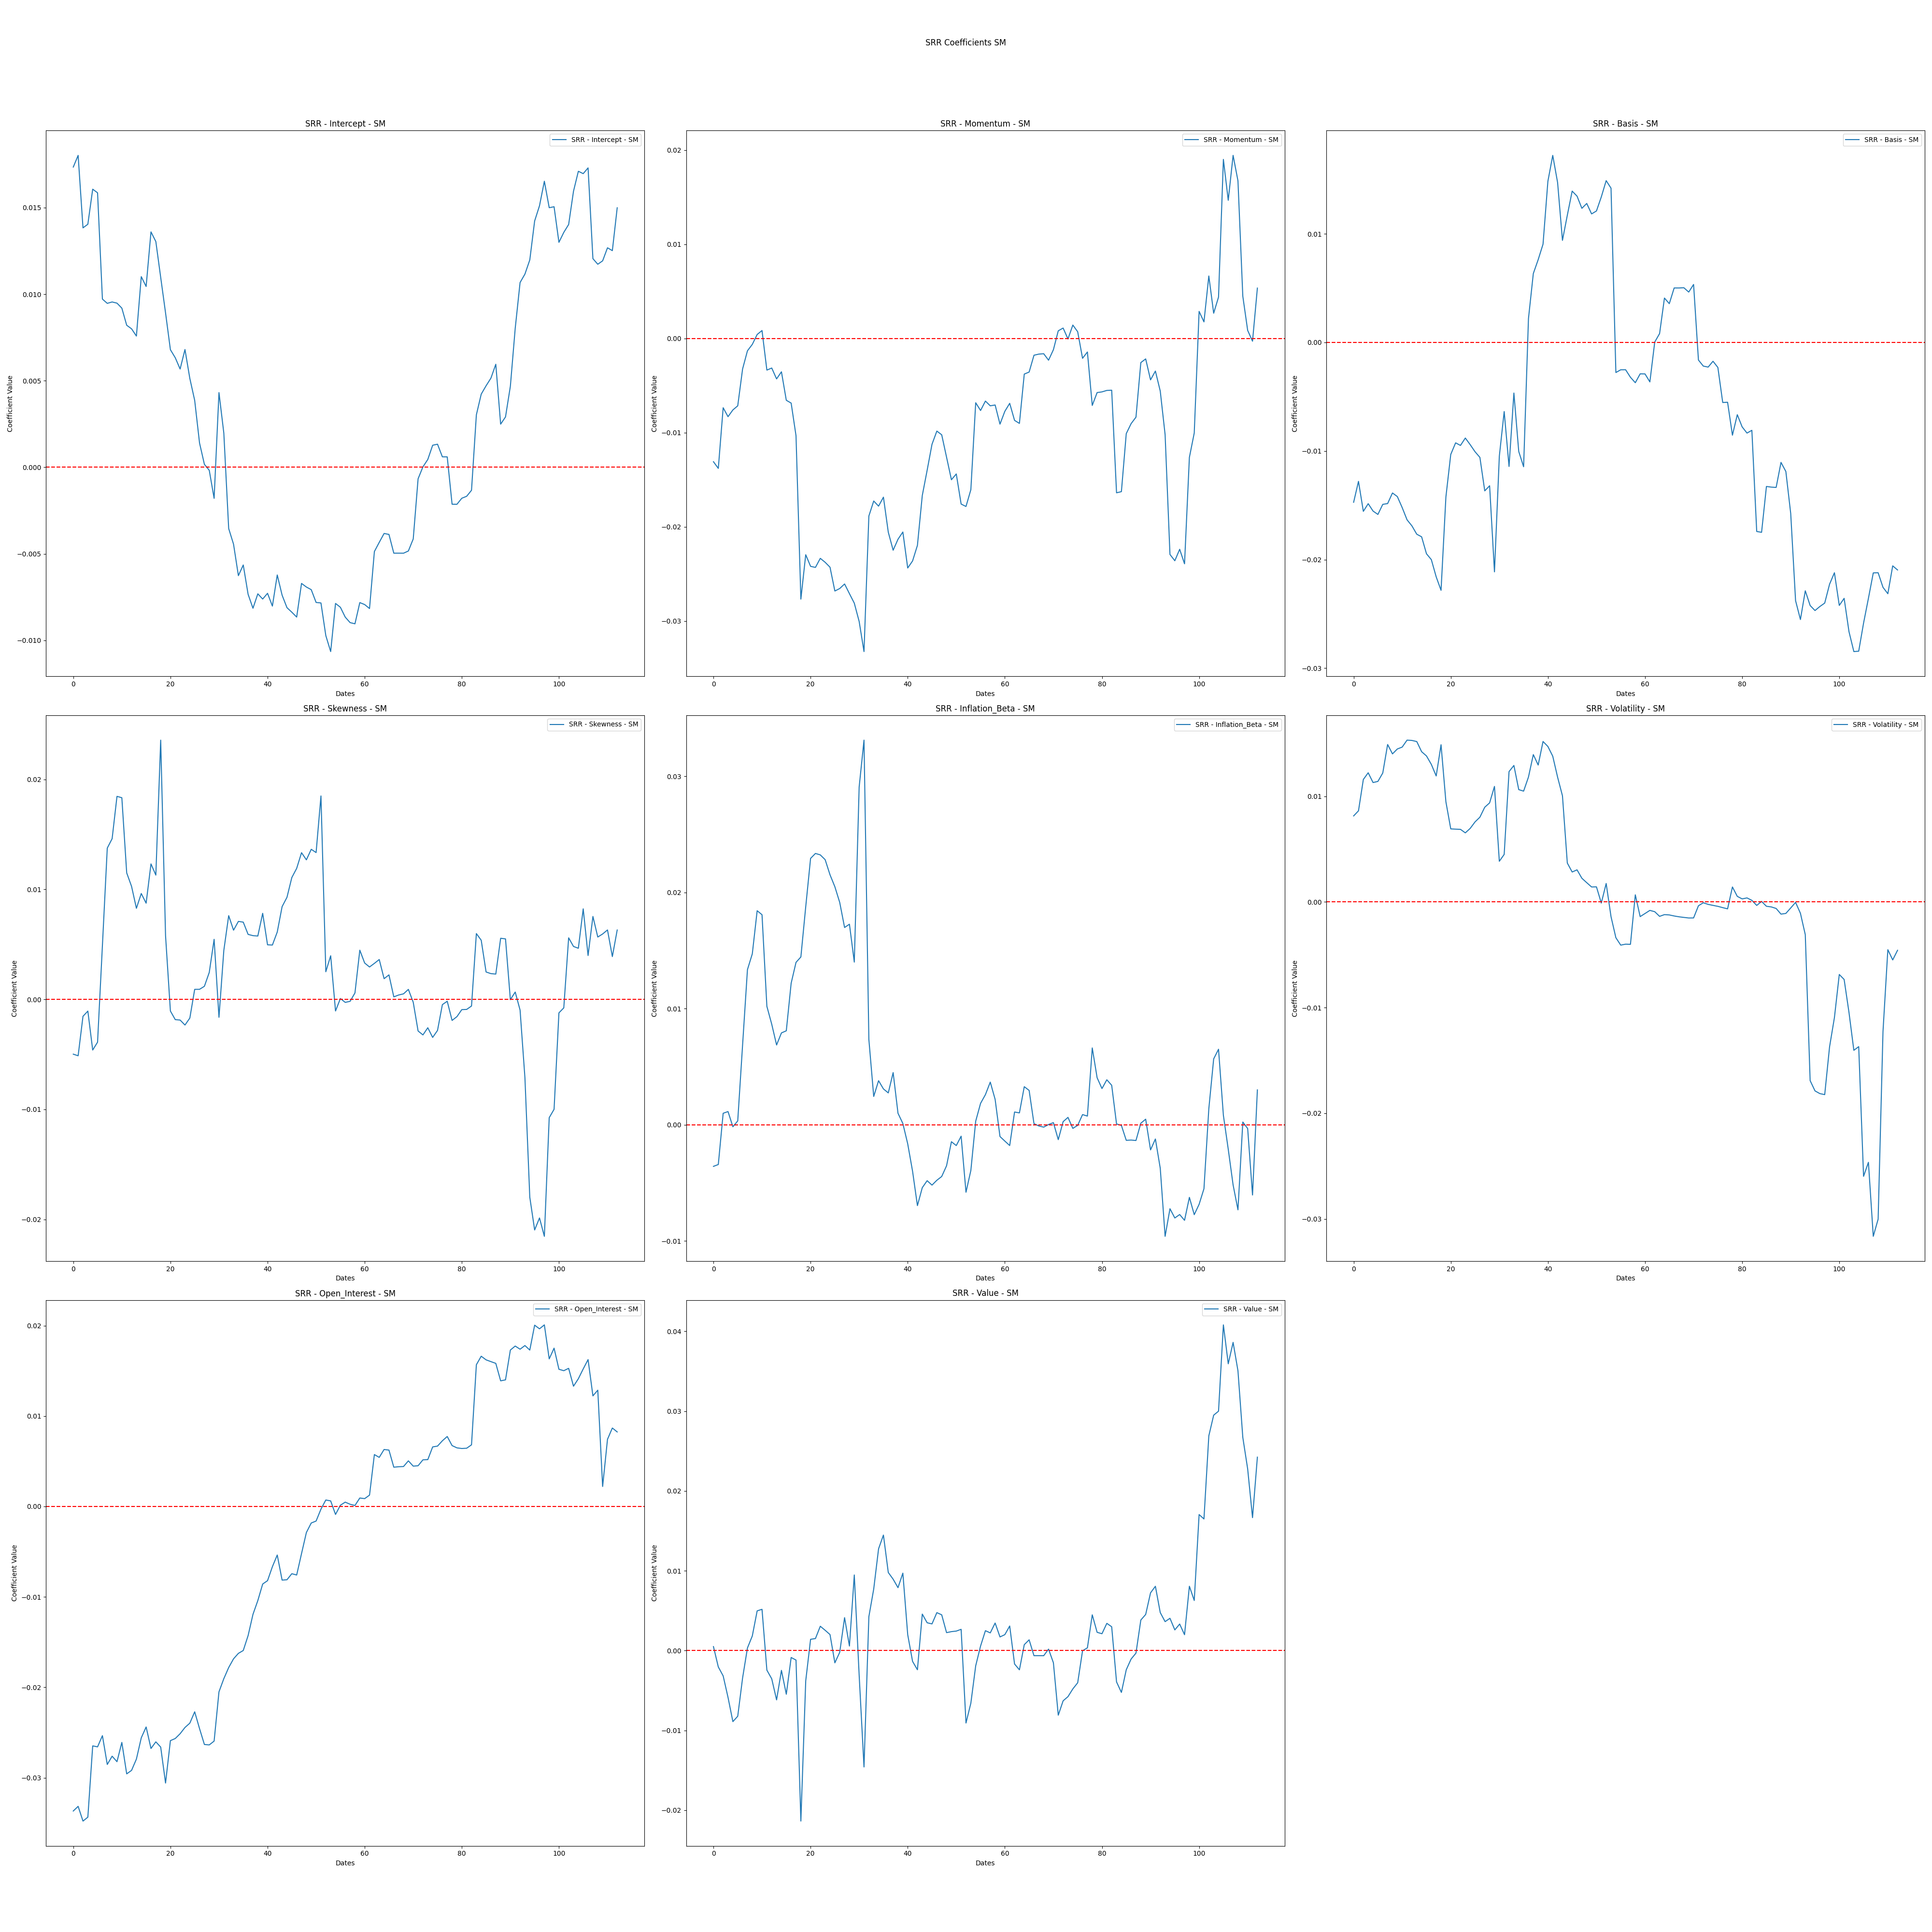 SRR Coefficients SM
SRR - Intercept - SM
SRR - Intercept - SM
Coefficient Value
0.015
0.010
0.005
0.000
−0.005
−0.010
0 20 40 60 80 100
Dates
SRR - Momentum - SM
SRR - Momentum - SM
Coefficient Value
0.02
0.01
0.00
−0.01
−0.02
−0.03
0 20 40 60 80 100
Dates
SRR - Basis - SM
SRR - Basis - SM
Coefficient Value
0.01
0.00
−0.01
−0.02
−0.03
0 20 40 60 80 100
Dates
SRR - Skewness - SM
SRR - Skewness - SM
Coefficient Value
0.02
0.01
0.00
−0.01
−0.02
0 20 40 60 80 100
Dates
SRR - Inflation_Beta - SM
SRR - Inflation_Beta - SM
Coefficient Value
0.03
0.02
0.01
0.00
−0.01
0 20 40 60 80 100
Dates
SRR - Volatility - SM
SRR - Volatility - SM
Coefficient Value
0.01
0.00
−0.01
−0.02
−0.03
0 20 40 60 80 100
Dates
SRR - Open_Interest - SM
SRR - Open_Interest - SM
Coefficient Value
0.02
0.01
0.00
−0.01
−0.02
−0.03
0 20 40 60 80 100
Dates
SRR - Value - SM
SRR - Value - SM
Coefficient Value
0.04
0.03
0.02
0.01
0.00
−0.01
−0.02
0 20 40 60 80 100
Dates